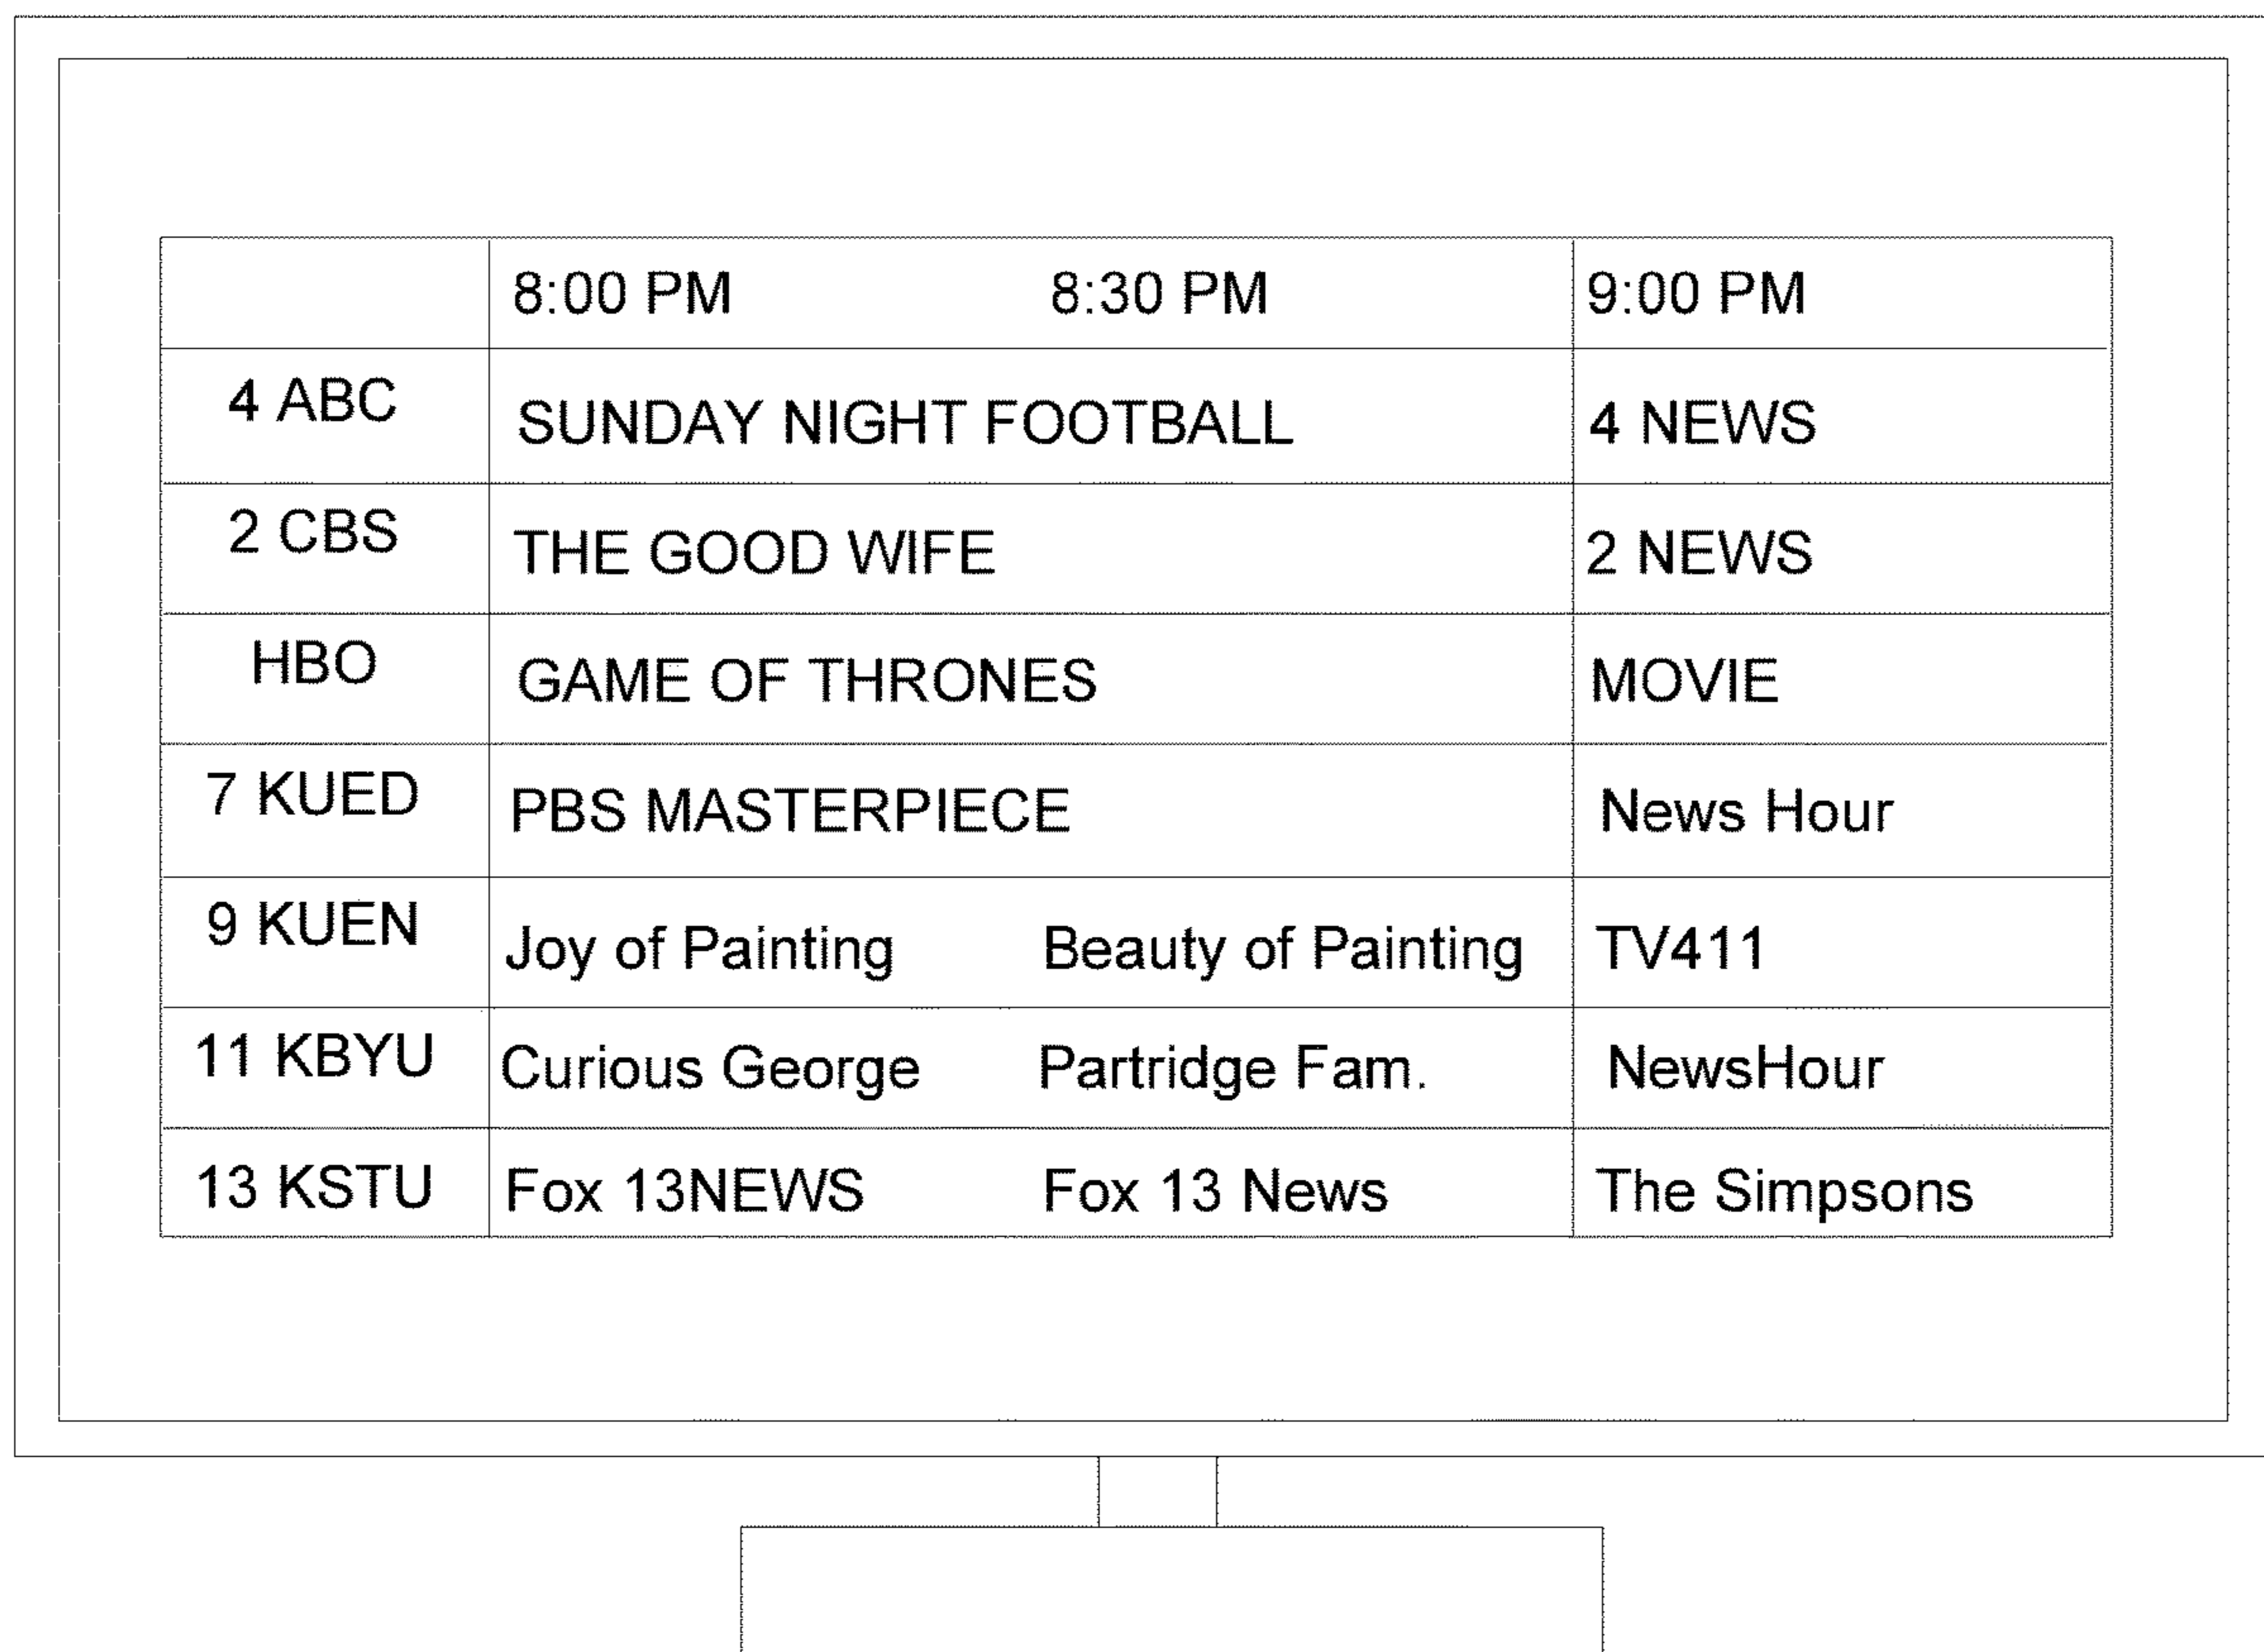 8:00 PM 8:30 PM 9:00 PM
4 ABC SUNDAY NIGHT FOOTBALL 4 NEWS
2 CBS THE GOOD WIFE 2 NEWS
HBO GAME OF THRONES MOVIE
7 KUED PBS MASTERPIECE News Hour
9 KUEN Joy of Painting Beauty of Painting TV411
11 KBYU Curious George Partridge Fam. NewsHour
13 KSTU Fox 13NEWS Fox 13 News The Simpsons